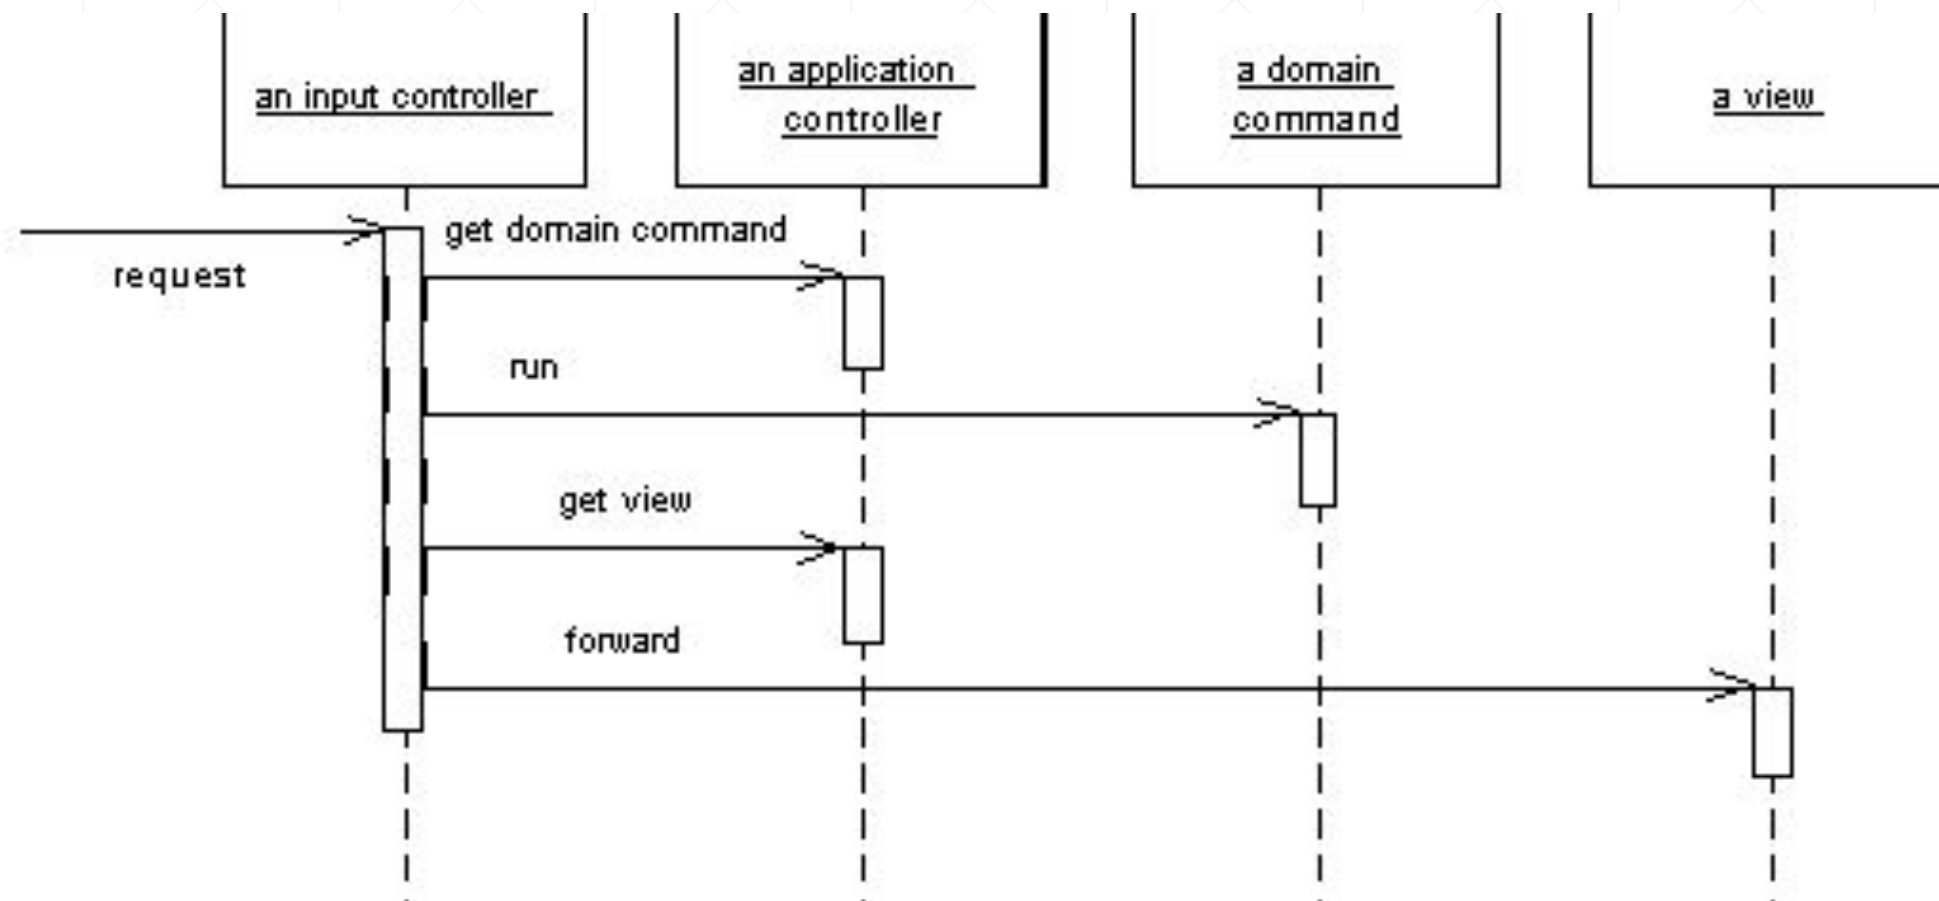 an input controller
an application
controller
a domain
command
a view
request
get domain command
run
get view
forward